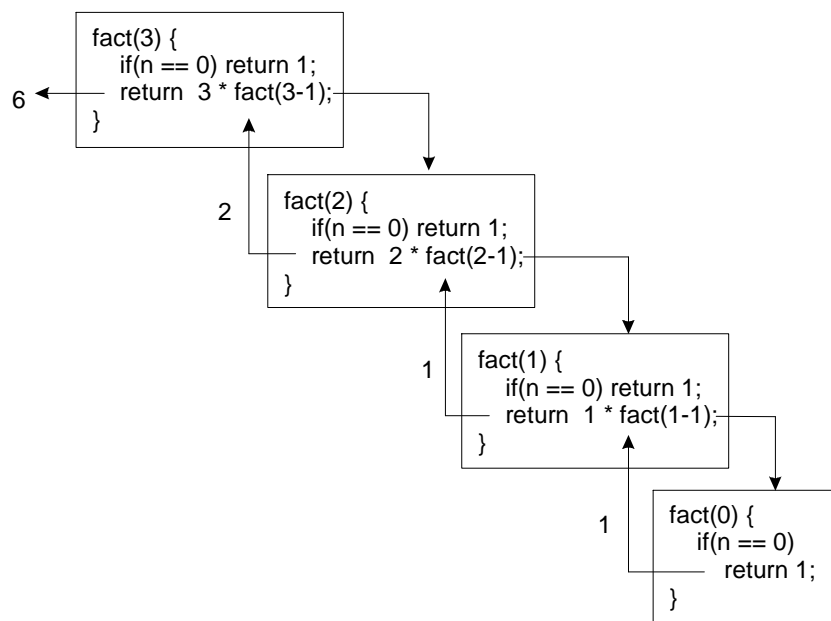 fact(3) {
if(n == 0) return 1;
6
return 3 * fact(3-1);
}
2
fact(2) {
if(n == 0) return 1;
return 2 * fact(2-1);
}
1
fact(1) {
if(n == 0) return 1;
return 1 * fact(1-1);
}
1
fact(0) {
if(n == 0)
return 1;
}